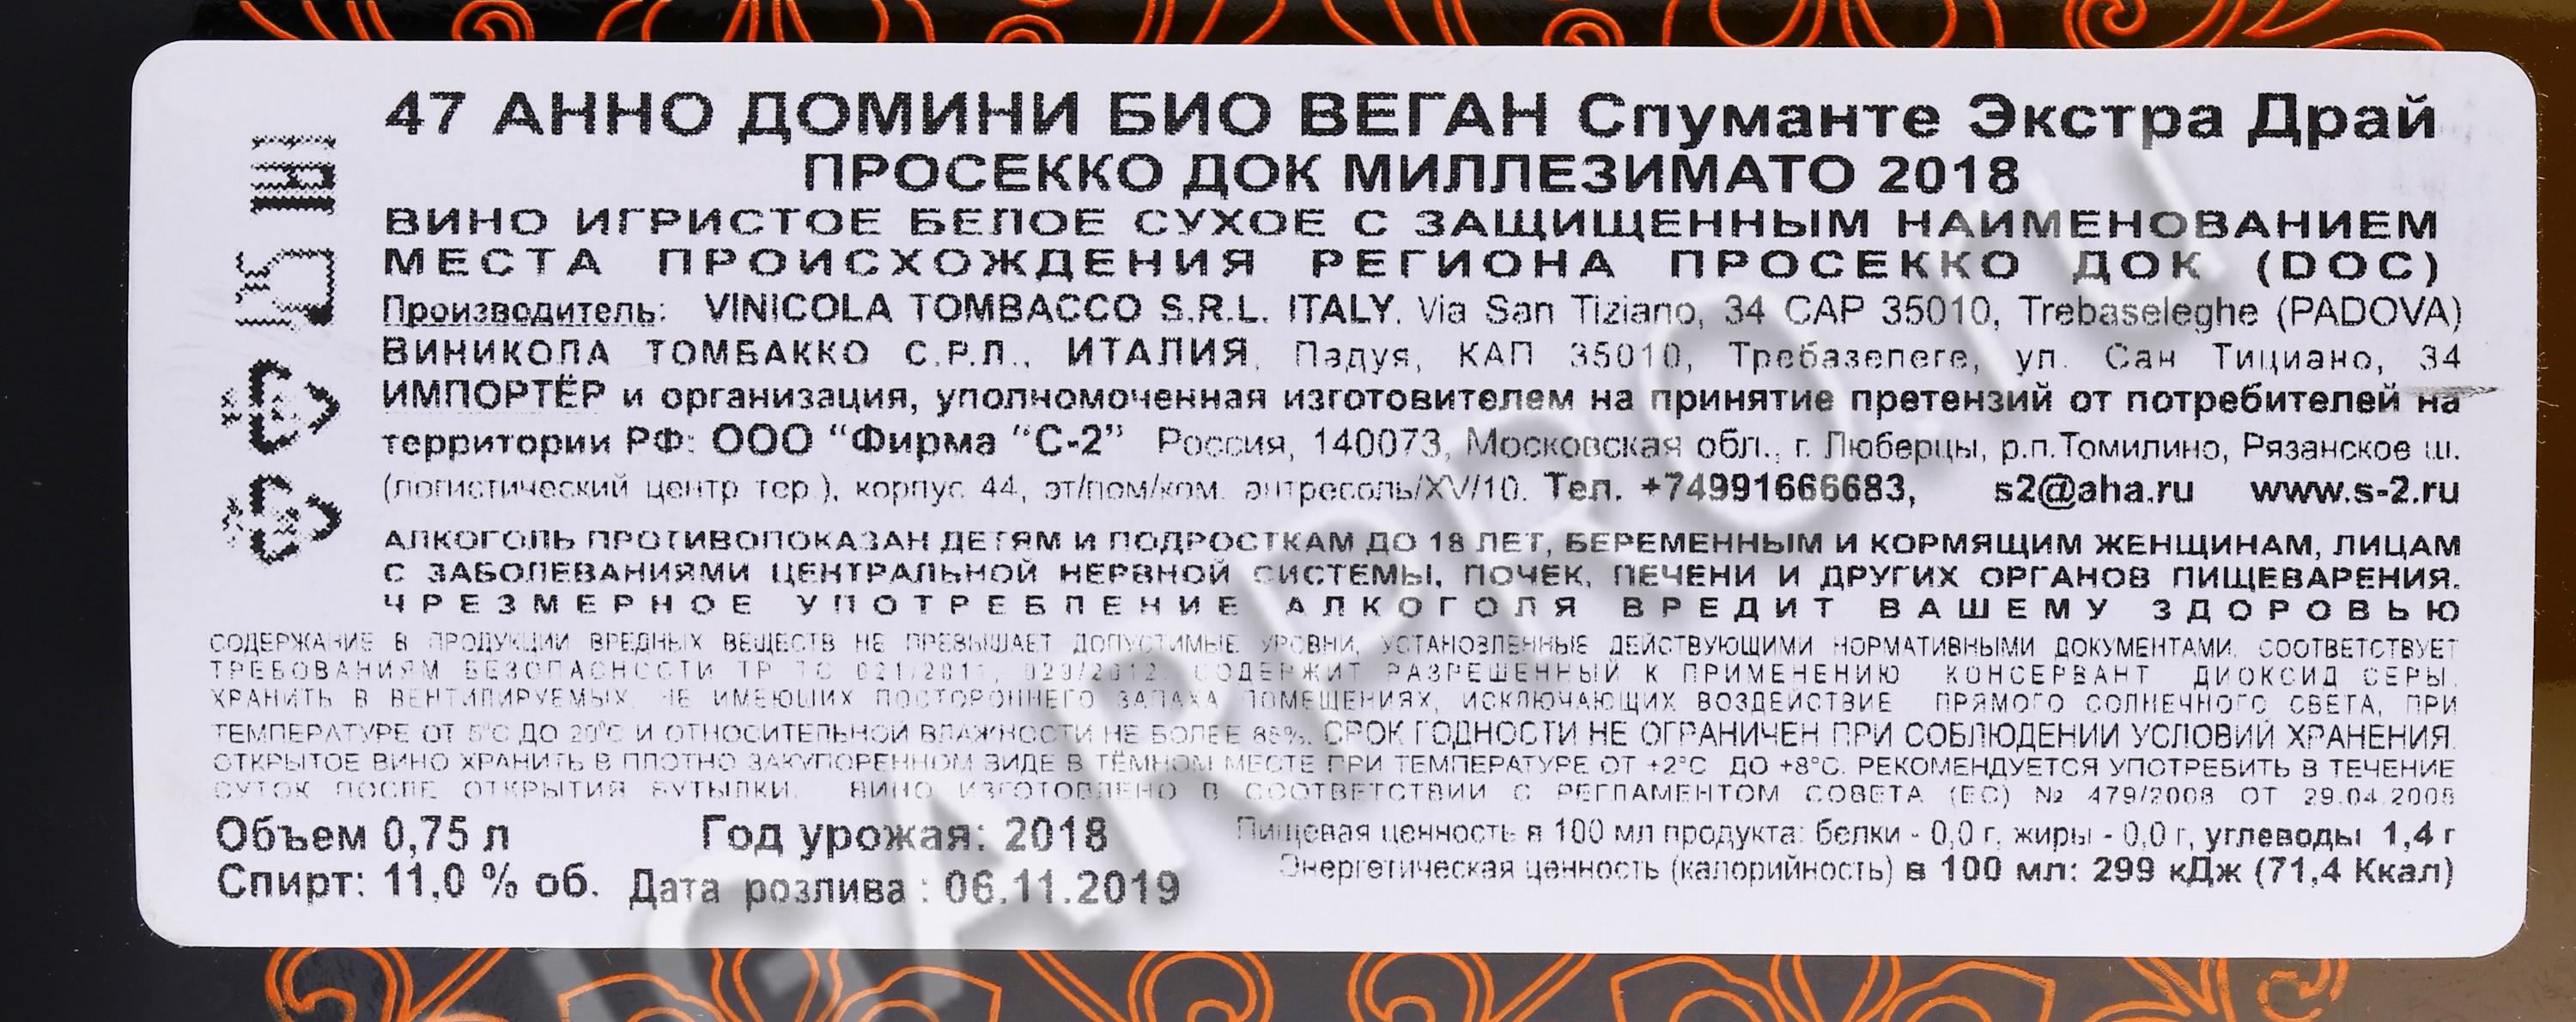 47 АННО ДОМИНИ БИО ВЕГАН Спуманте Экстра Драй
ПРОСЕККО ДОК МИЛЛЕЗИМАТО 2018
ВИНО ИГРИСТОЕ БЕЛОЕ СУХОЕ С ЗАЩИЩЕННЫМ НАИМЕНОВАНИЕМ
МЕСТА ПРОИСХОЖДЕНИЯ РЕГИОНА ПРОСЕККО ДОК (DOC)
Производитель: VINICOLA TOMBACCO S.R.L. ITALY. Via San Tiziano, 34 CAP 35010, Trebaseleghe (PADOVA)
ВИНИКОЛА ТОМБАККО С.Р.Л., ИТАЛИЯ, Падуя, КАП 35010, Требазелеге, ул. Сан Тициано, 34
ИМПОРТЁР и организация, уполномоченная изготовителем на принятие претензий от потребителей на
территории РФ: ООО “Фирма “С-2” Россия, 140073, Московская обл., г. Люберцы, р.п.Томилино, Рязанское ш.
(логистический центр тер.), корпус 44, эт/пом/ком. антресоль/XV/10. Тел. +74991666683, s2@aha.ru www.s-2.ru
АЛКОГОЛЬ ПРОТИВОПОКАЗАН ДЕТЯМ И ПОДРОСТКАМ ДО 18 ЛЕТ, БЕРЕМЕННЫМ И КОРМЯЩИМ ЖЕНЩИНАМ, ЛИЦАМ
С ЗАБОЛЕВАНИЯМИ ЦЕНТРАЛЬНОЙ НЕРВНОЙ СИСТЕМЫ, ПОЧЕК, ПЕЧЕНИ И ДРУГИХ ОРГАНОВ ПИЩЕВАРЕНИЯ.
ЧРЕЗМЕРНОЕ УПОТРЕБЛЕНИЕ АЛКОГОЛЯ ВРЕДИТ ВАШЕМУ ЗДОРОВЬЮ
СОДЕРЖАНИЕ В ПРОДУКЦИИ ВРЕДНЫХ ВЕЩЕСТВ НЕ ПРЕВЫШАЕТ ДОПУСТИМЫЕ УРОВНИ, УСТАНОВЛЕННЫЕ ДЕЙСТВУЮЩИМИ НОРМАТИВНЫМИ ДОКУМЕНТАМИ. СООТВЕТСТВУЕТ
ТРЕБОВАНИЯМ БЕЗОПАСНОСТИ ТР ТС 021/2011, 029/2012. СОДЕРЖИТ РАЗРЕШЕННЫЙ К ПРИМЕНЕНИЮ КОНСЕРВАНТ ДИОКСИД СЕРЫ.
ХРАНИТЬ В ВЕНТИЛИРУЕМЫХ, НЕ ИМЕЮЩИХ ПОСТОРОННЕГО ЗАПАХА ПОМЕЩЕНИЯХ, ИСКЛЮЧАЮЩИХ ВОЗДЕЙСТВИЕ ПРЯМОГО СОЛНЕЧНОГО СВЕТА, ПРИ
ТЕМПЕРАТУРЕ ОТ 5°С ДО 20°С И ОТНОСИТЕЛЬНОЙ ВЛАЖНОСТИ НЕ БОЛЕЕ 85%. СРОК ГОДНОСТИ НЕ ОГРАНИЧЕН ПРИ СОБЛЮДЕНИИ УСЛОВИЙ ХРАНЕНИЯ.
ОТКРЫТОЕ ВИНО ХРАНИТЬ В ПЛОТНО ЗАКУПОРЕННОМ ВИДЕ В ТЁМНОМ МЕСТЕ ПРИ ТЕМПЕРАТУРЕ ОТ +2°С ДО +8°С. РЕКОМЕНДУЕТСЯ УПОТРЕБИТЬ В ТЕЧЕНИЕ
СУТОК ПОСЛЕ ОТКРЫТИЯ БУТЫЛКИ. ВИНО ИЗГОТОВЛЕНО В СООТВЕТСТВИИ С РЕГЛАМЕНТОМ СОВЕТА (ЕС) № 479/2008 ОТ 29.04.2008
Объем 0,75 л Год урожая: 2018 Пищевая ценность в 100 мл продукта: белки - 0,0 г, жиры - 0,0 г, углеводы 1,4 г
Спирт: 11,0 % об. Дата розлива : 06.11.2019 Энергетическая ценность (калорийность) в 100 мл: 299 кДж (71,4 Ккал)
IGARPRO.ru